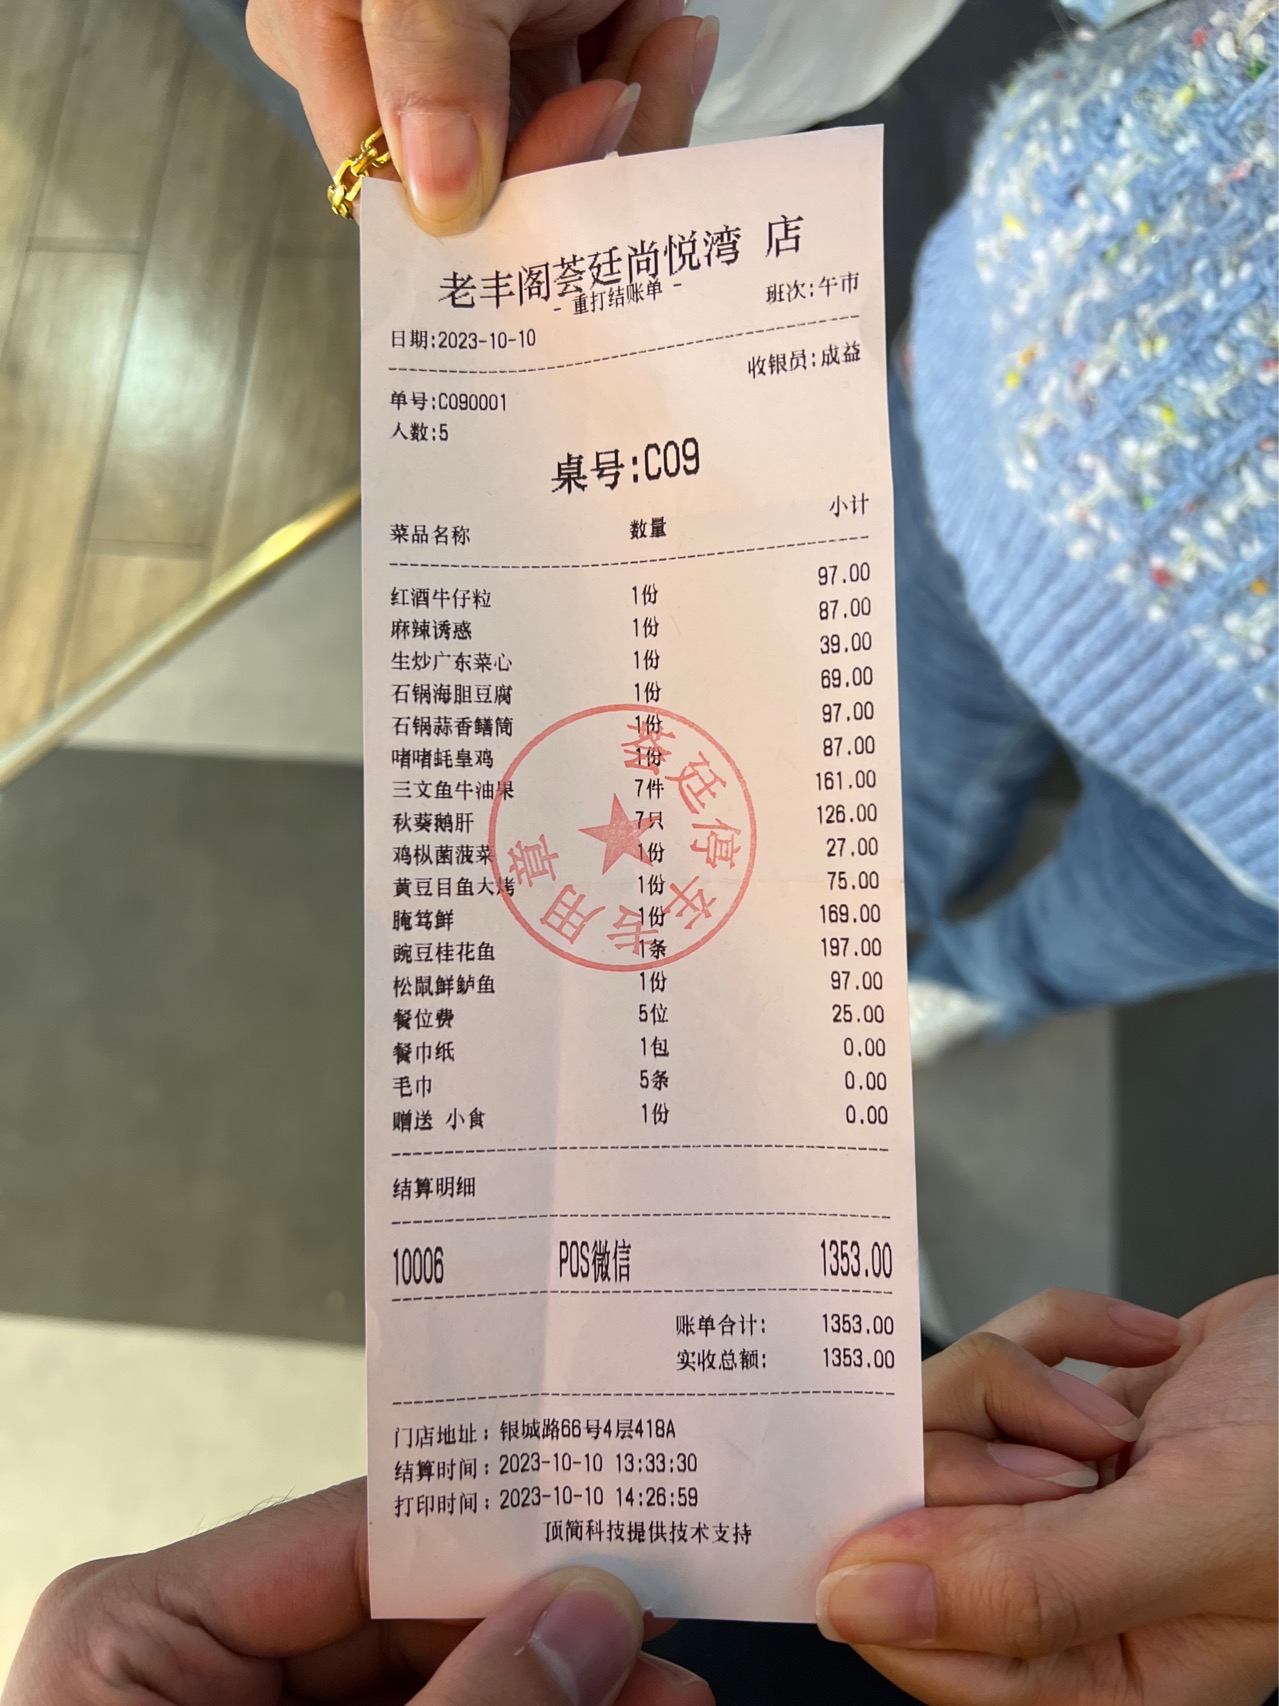 老丰阁荟廷尚悦湾 店
- 重打结账单 -
班次:午市
日期:2023-10-10
收银员:成益
单号:C090001
人数:5
桌号:C09
菜品名称 数量 小计
红酒牛仔粒 1份 97.00
麻辣诱惑 1份 87.00
生炒广东菜心 1份 39.00
石锅海胆豆腐 1份 69.00
石锅蒜香鳝筒 1份 97.00
啫啫蚝皇鸡 1份 87.00
三文鱼牛油果 7件 161.00
秋葵鹅肝 7只 126.00
鸡枞菌菠菜 1份 27.00
黄豆目鱼大烤 1份 75.00
腌笃鲜 1份 169.00
豌豆桂花鱼 1条 197.00
松鼠鲜鲈鱼 1份 97.00
餐位费 5位 25.00
餐巾纸 1包 0.00
毛巾 5条 0.00
赠送 小食 1份 0.00
荟廷停车专用章
结算明细
10006 POS微信 1353.00
账单合计: 1353.00
实收总额: 1353.00
门店地址: 银城路66号4层418A
结算时间: 2023-10-10 13:33:30
打印时间: 2023-10-10 14:26:59
顶简科技提供技术支持